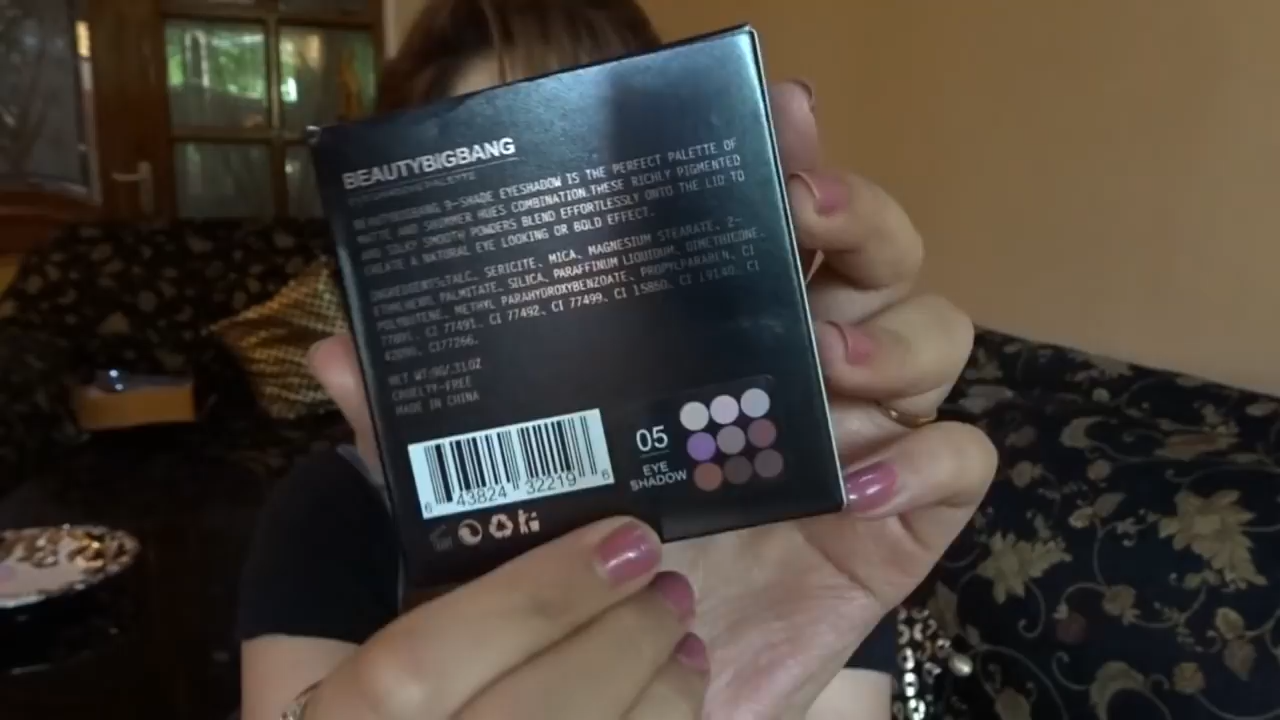 BEAUTYBIGBANG
BEAUTYBIGBANG 9-SHADE EYESHADOW IS THE PERFECT PALETTE OF
MATTE AND SHIMMER HUES COMBINATION.THESE RICHLY PIGMENTED
AND SILKY SMOOTH POWDERS BLEND EFFORTLESSLY ONTO THE LID TO
CREATE A NATURAL EYE LOOKING OR BOLD EFFECT.
INGREDIENTS:TALC、SERICITE、MICA、MAGNESIUM STEARATE、2-
PALMITATE、SILICA、PARAFFINUM LIQUIDUM、DIMETHICONE、
POLYBUTENE、METHYL PARAHYDROXYBENZOATE、PROPYLPARABEN、CI
77891、CI 77491、CI 77492、CI 77499、CI 15850、CI 19140、CI
42090、CI77266。
NET WT:9G/.31OZ
CRUELTY-FREE
MADE IN CHINA
6 43824 32219 6
05
EYE
SHADOW